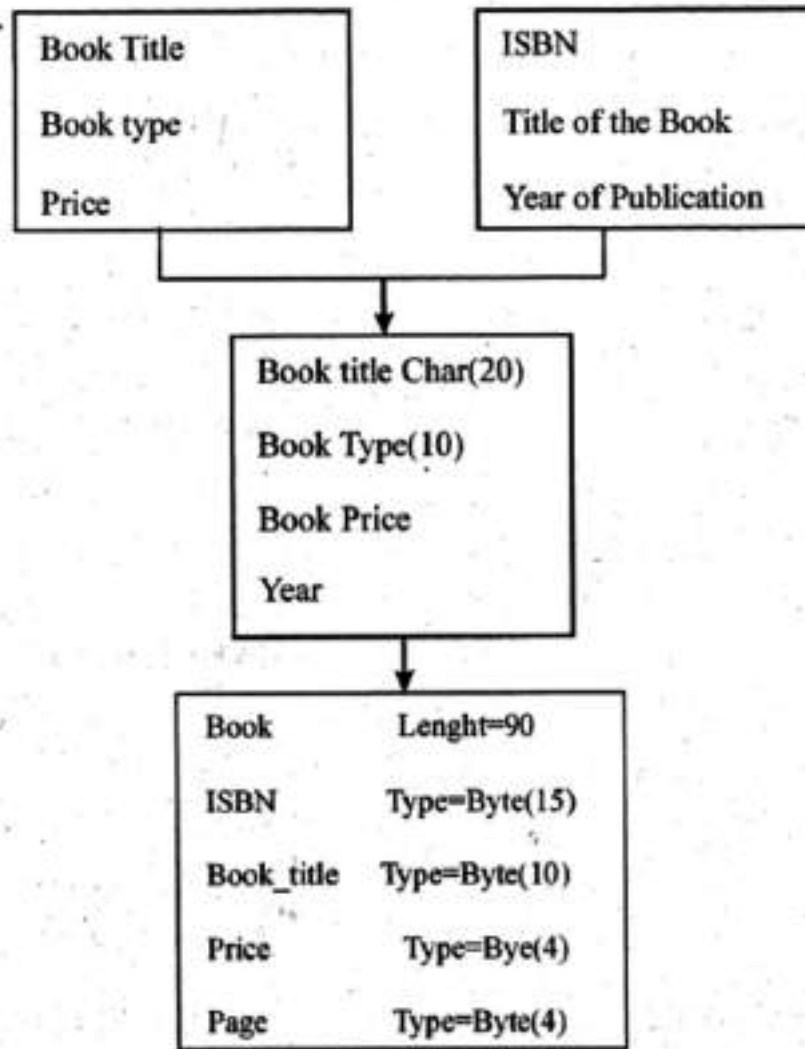 Book Title
Book type
Price
ISBN
Title of the Book
Year of Publication
Book title Char(20)
Book Type(10)
Book Price
Year
Book Lenght=90
ISBN Type=Byte(15)
Book_title Type=Byte(10)
Price Type=Bye(4)
Page Type=Byte(4)